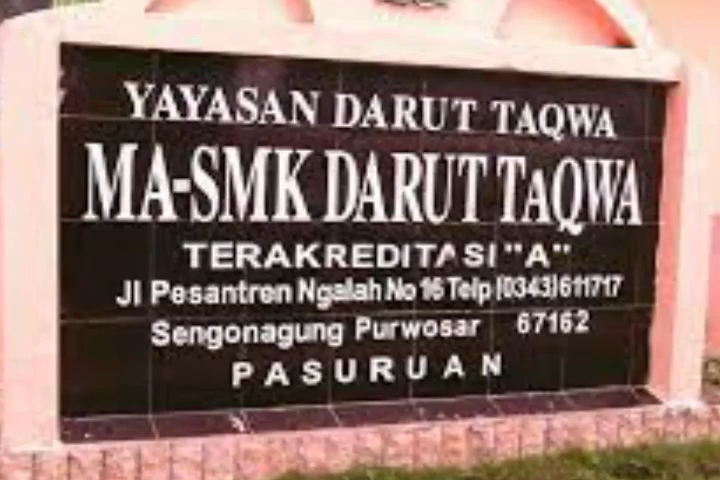 YAYASAN DARUT TAQWA
MA-SMK DARUT TAQWA
TERAKREDITASI "A"
Jl Pesantren Ngalah No 16 Telp (0343)611717
Sengonagung Purwosar 67162
PASURUAN